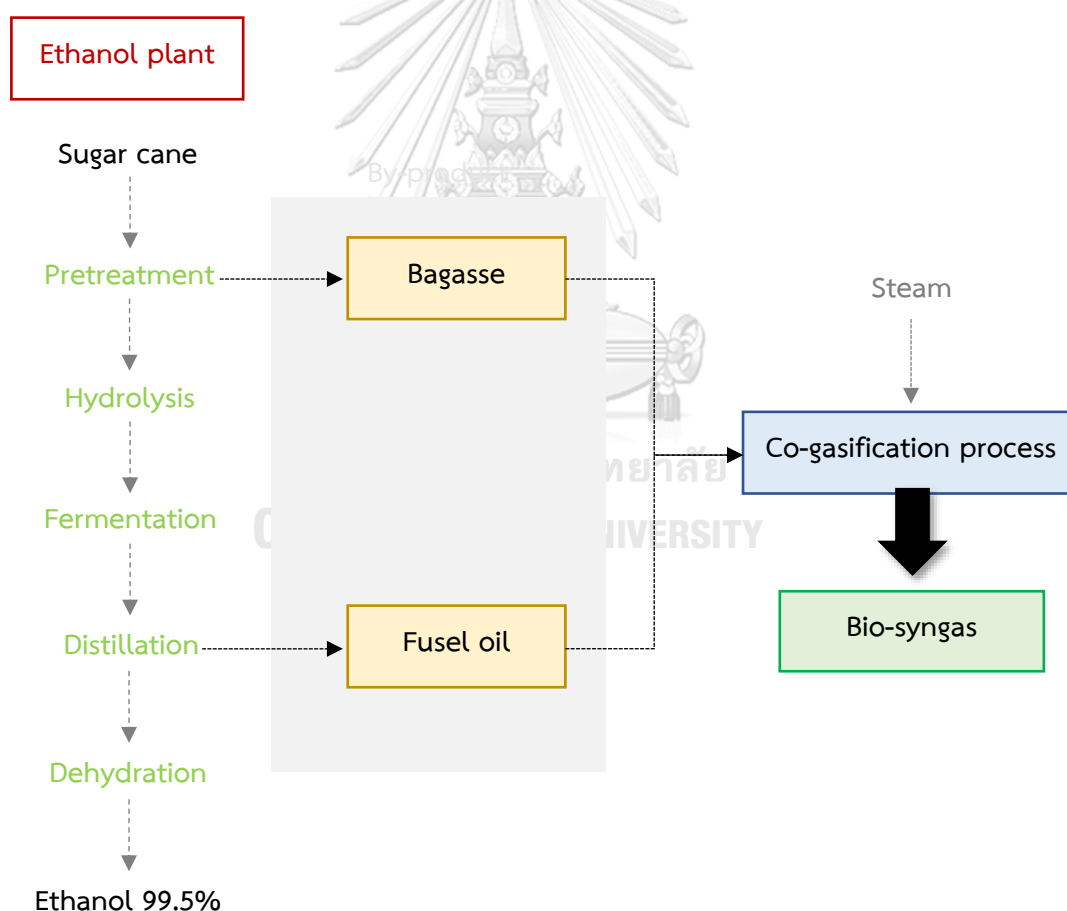 Ethanol plant
Sugar cane
Pretreatment
Bagasse
Steam
Hydrolysis
Co-gasification process
Fermentation
Bio-syngas
Distillation
Fusel oil
Dehydration
Ethanol 99.5%